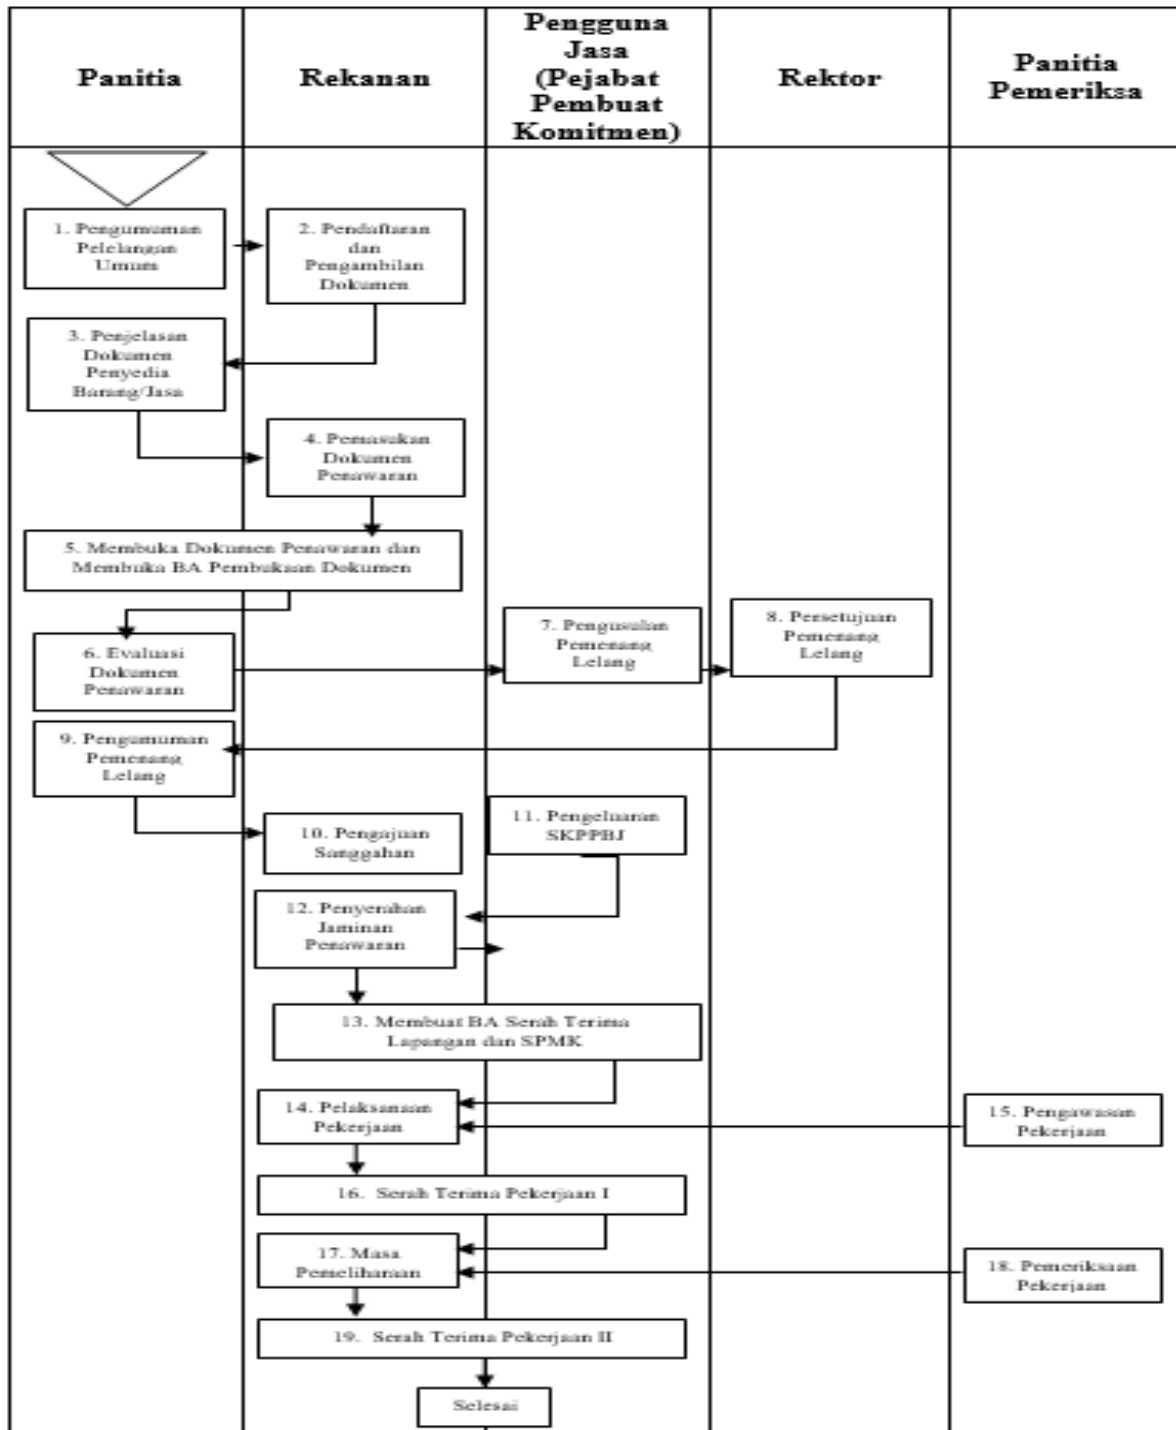 Panitia
Rekanan
Pengguna
Jasa
(Pejabat
Pembuat
Komitmen)
Rektor
Panitia
Pemeriksa
1. Pengumuman
Pelelangan
Umum
2. Pendaftaran
dan
Pengambilan
Dokumen
3. Penjelasan
Dokumen
Penyedia
Barang/Jasa
4. Pemasukan
Dokumen
Penawaran
5. Membuka Dokumen Penawaran dan
Membuka BA Pembukaan Dokumen
6. Evaluasi
Dokumen
Penawaran
7. Pengusulan
Pemenang
Lelang
8. Persetujuan
Pemenang
Lelang
9. Pengumuman
Pemenang
Lelang
10. Pengajuan
Sanggahan
11. Pengeluaran
SKPPBJ
12. Penyerahan
Jaminan
Penawaran
13. Membuat BA Serah Terima
Lapangan dan SPMK
14. Pelaksanaan
Pekerjaan
15. Pengawasan
Pekerjaan
16. Serah Terima Pekerjaan I
17. Masa
Pemeliharaan
18. Pemeriksaan
Pekerjaan
19. Serah Terima Pekerjaan II
Selesai